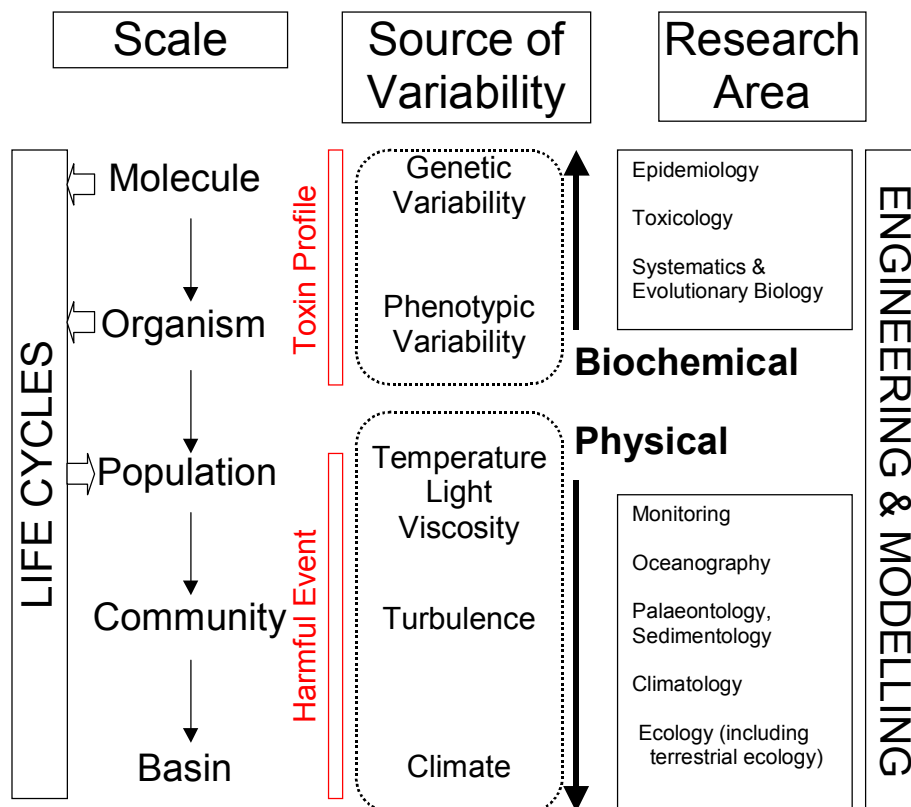 Scale
Source of
Variability
Research
Area
LIFE CYCLES
Molecule
Organism
Population
Community
Basin
Toxin Profile
Harmful Event
Genetic
Variability
Phenotypic
Variability
Temperature
Light
Viscosity
Turbulence
Climate
Biochemical
Physical
Epidemiology
Toxicology
Systematics &
Evolutionary Biology
Monitoring
Oceanography
Palaeontology,
Sedimentology
Climatology
Ecology (including
terrestrial ecology)
ENGINEERING & MODELLING